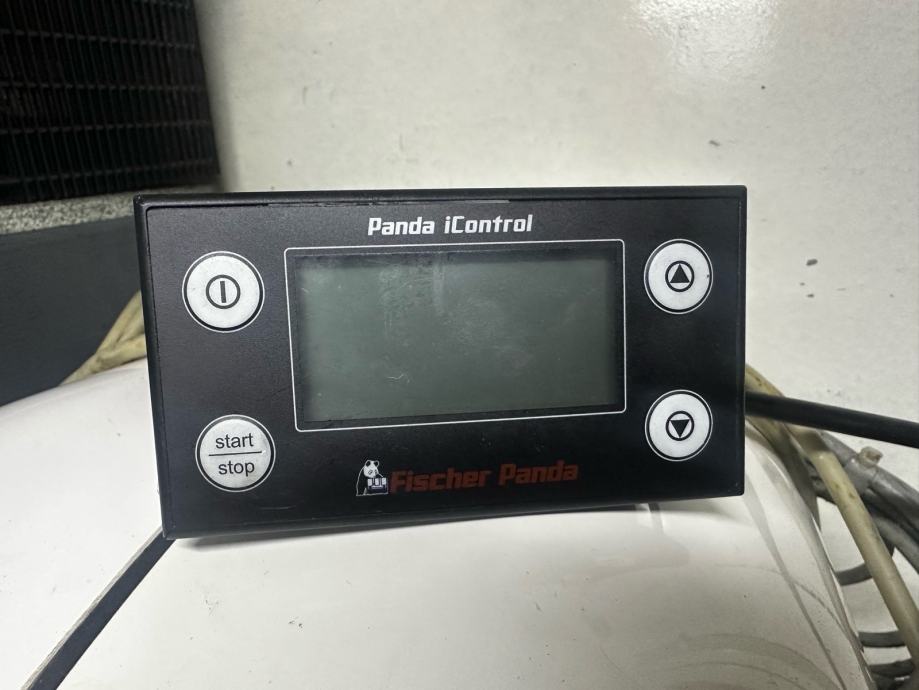 Panda iControl
start
stop
Fischer Panda